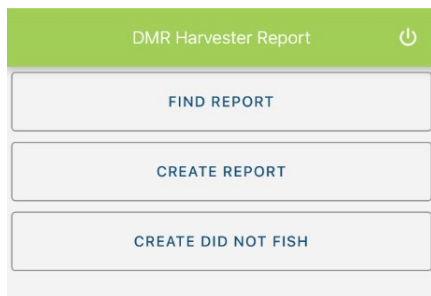 DMR Harvester Report
FIND REPORT
CREATE REPORT
CREATE DID NOT FISH